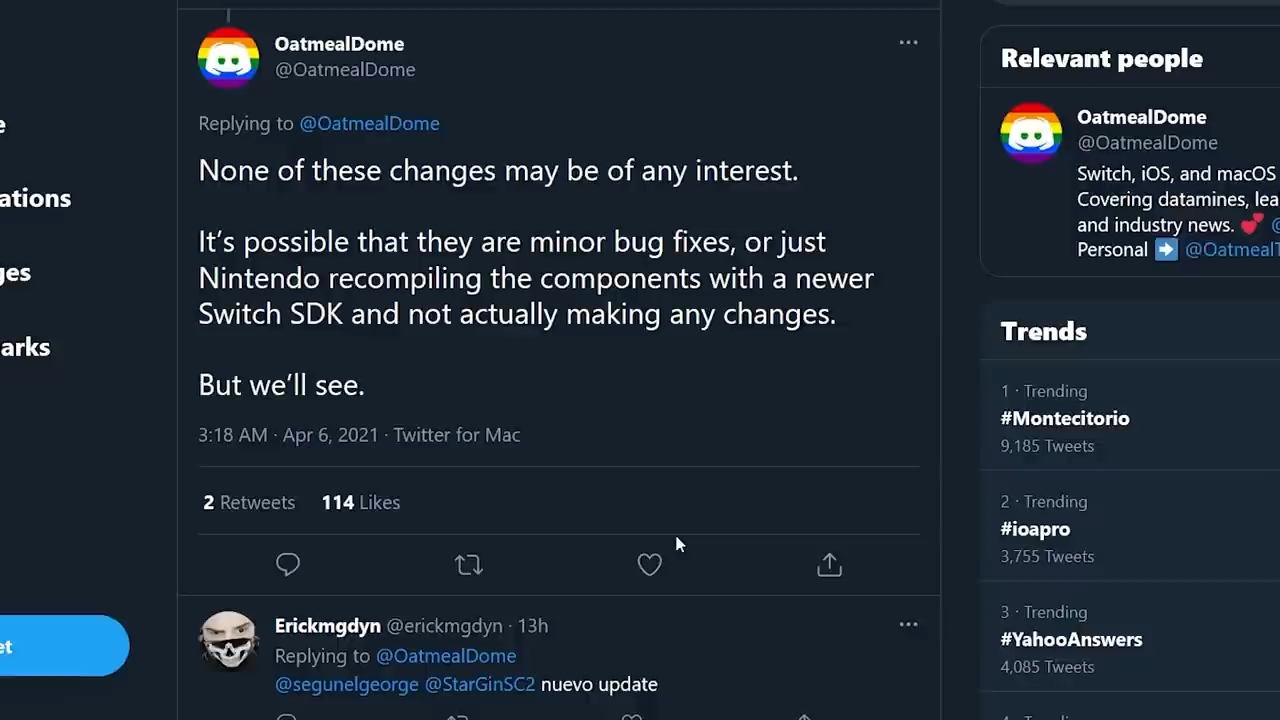 OatmealDome
@OatmealDome
Replying to @OatmealDome
None of these changes may be of any interest.
It's possible that they are minor bug fixes, or just
Nintendo recompiling the components with a newer
Switch SDK and not actually making any changes.
But we'll see.
3:18 AM · Apr 6, 2021 · Twitter for Mac
2 Retweets 114 Likes
Erickmgdyn @erickmgdyn · 13h
Replying to @OatmealDome
@segunelgeorge @StarGinSC2 nuevo update
e
ations
ges
arks
et
Relevant people
OatmealDome
@OatmealDome
Switch, iOS, and macOS
Covering datamines, lea
and industry news. 💕 @
Personal ➡️ @OatmealT
Trends
1 · Trending
#Montecitorio
9,185 Tweets
2 · Trending
#ioapro
3,755 Tweets
3 · Trending
#YahooAnswers
4,085 Tweets